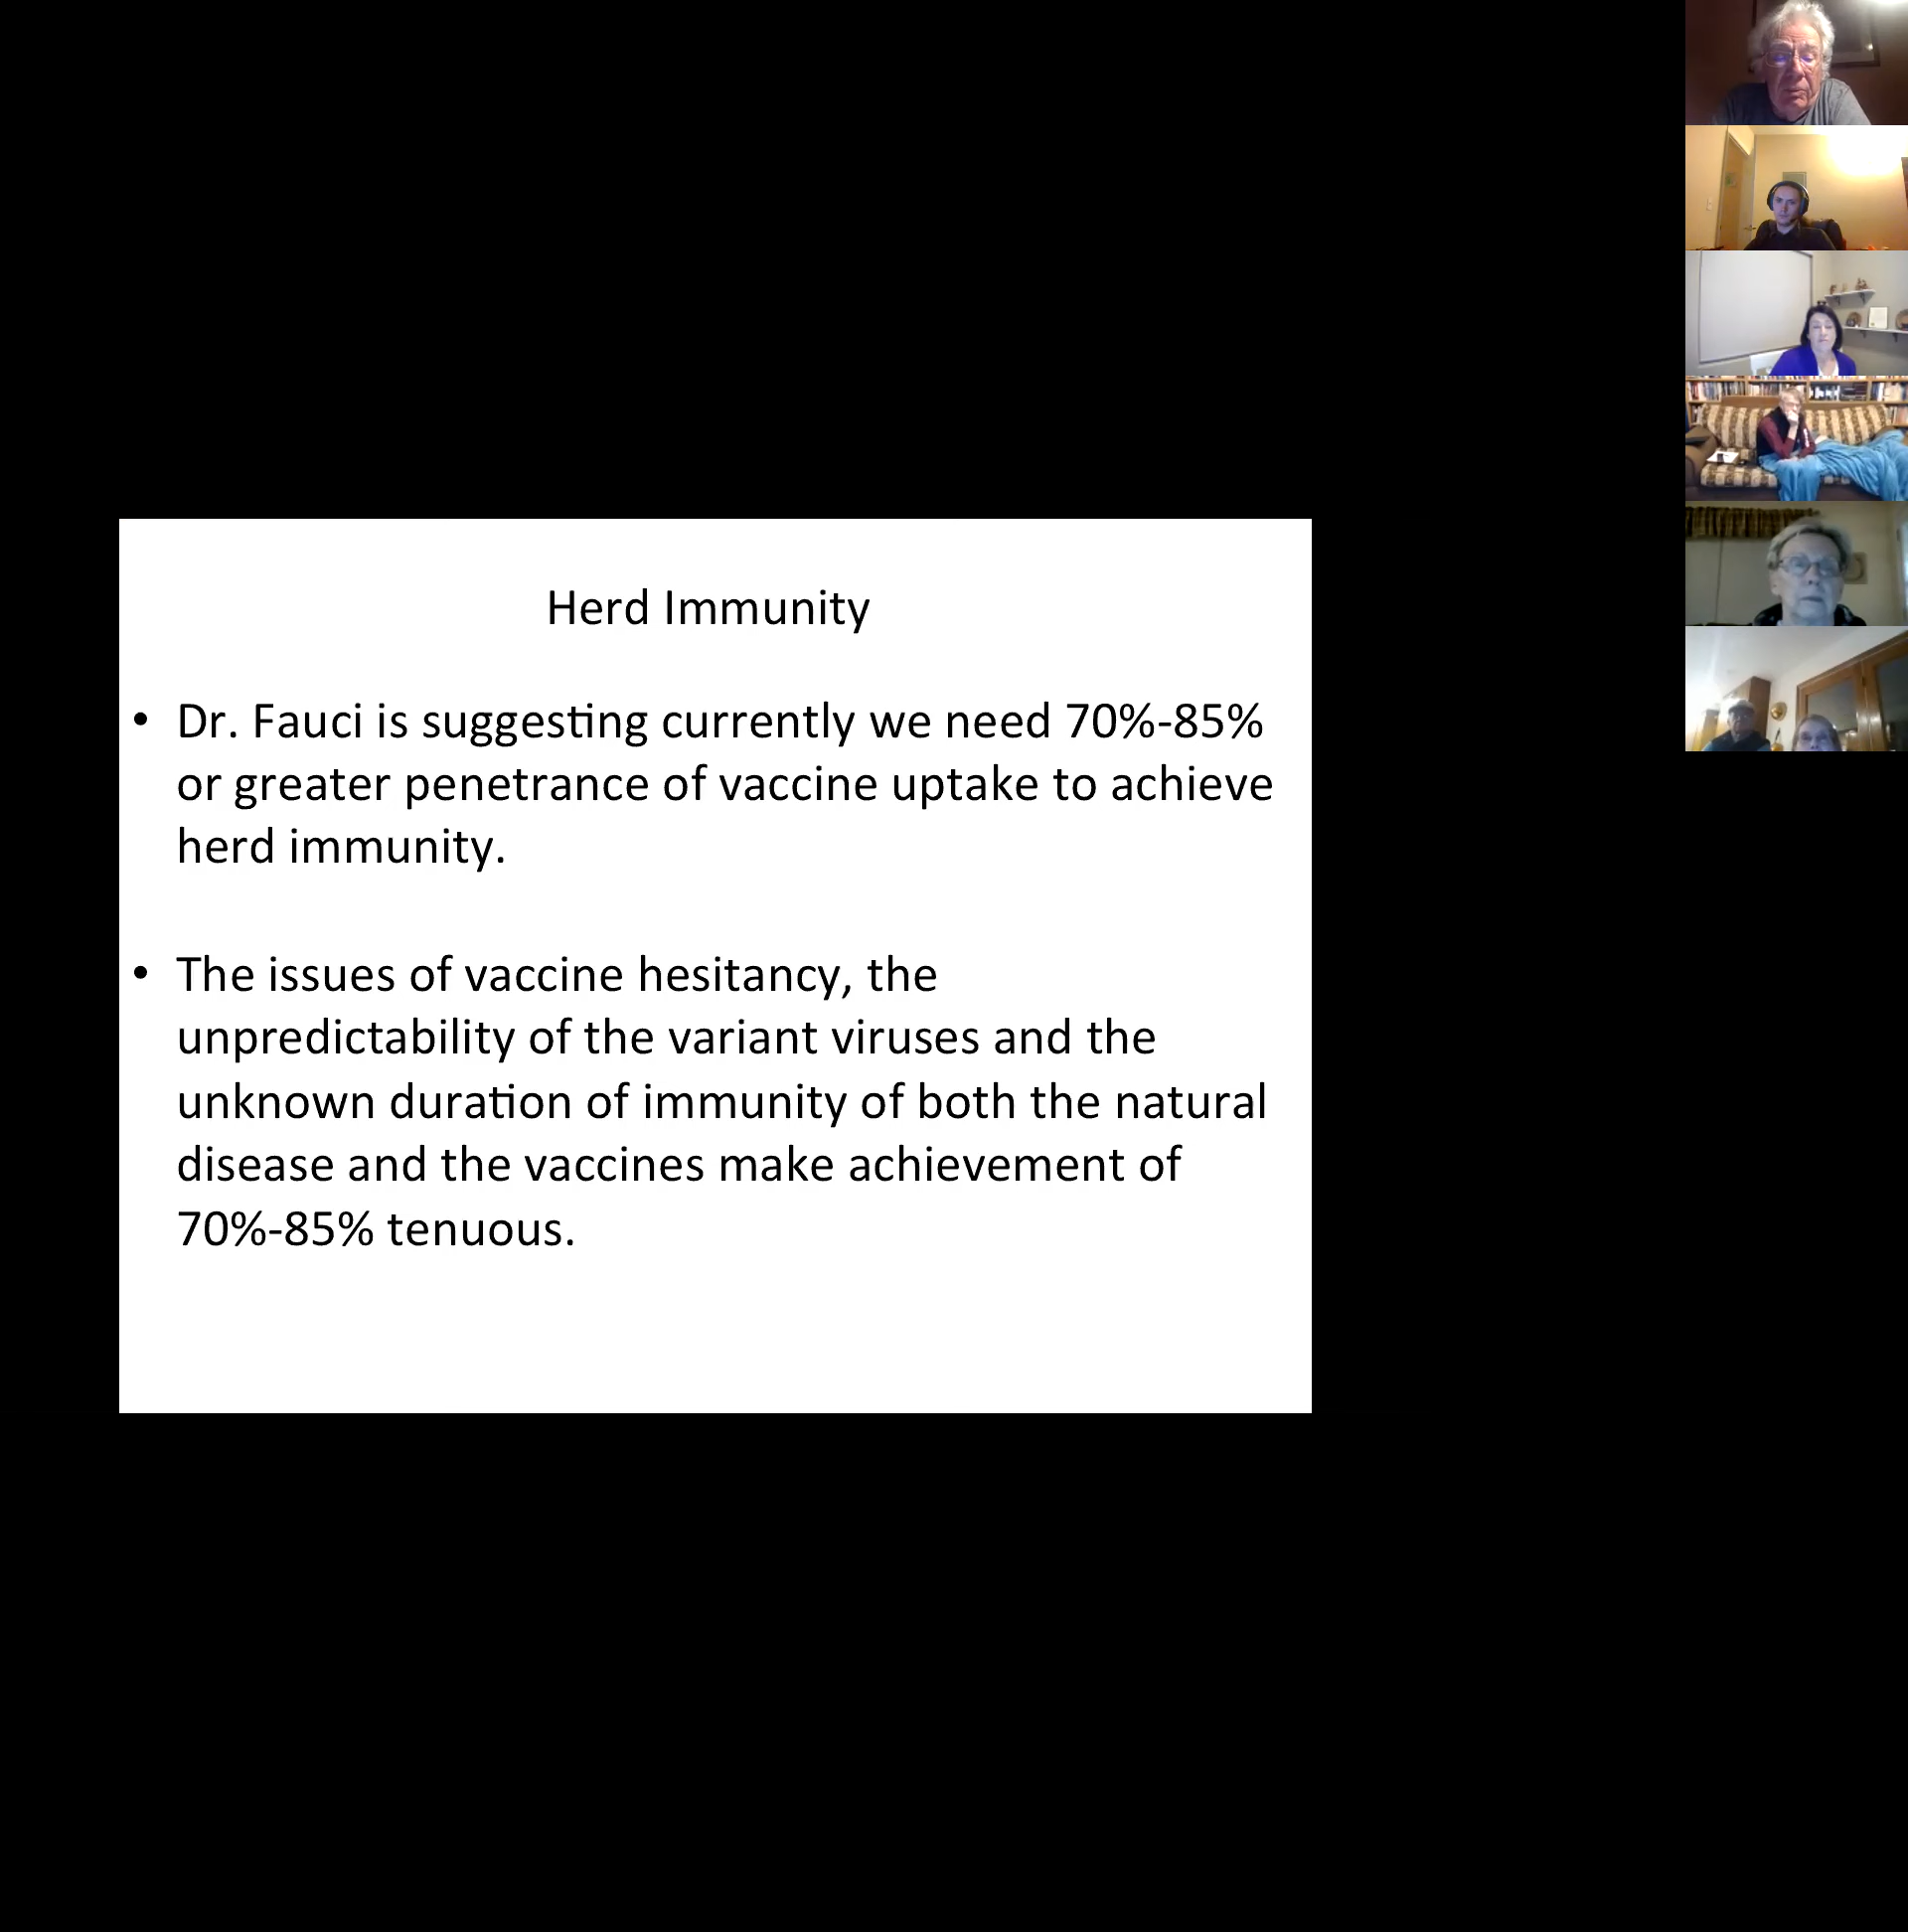 Herd Immunity
• Dr. Fauci is suggesting currently we need 70%-85%
or greater penetrance of vaccine uptake to achieve
herd immunity.
• The issues of vaccine hesitancy, the
unpredictability of the variant viruses and the
unknown duration of immunity of both the natural
disease and the vaccines make achievement of
70%-85% tenuous.